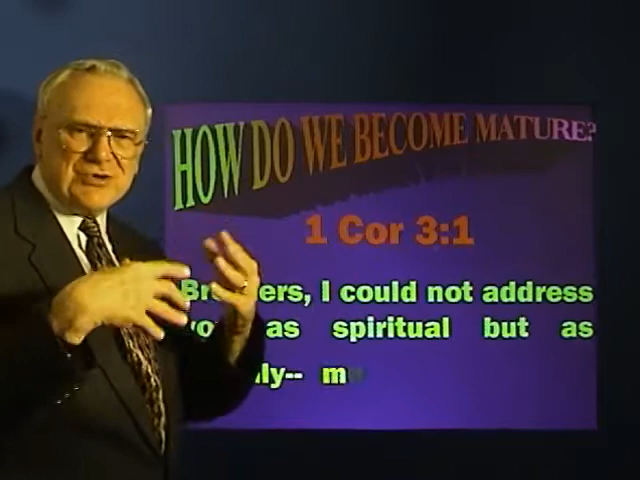 HOW DO WE BECOME MATURE?
1 Cor 3:1
I could not address
as spiritual but as